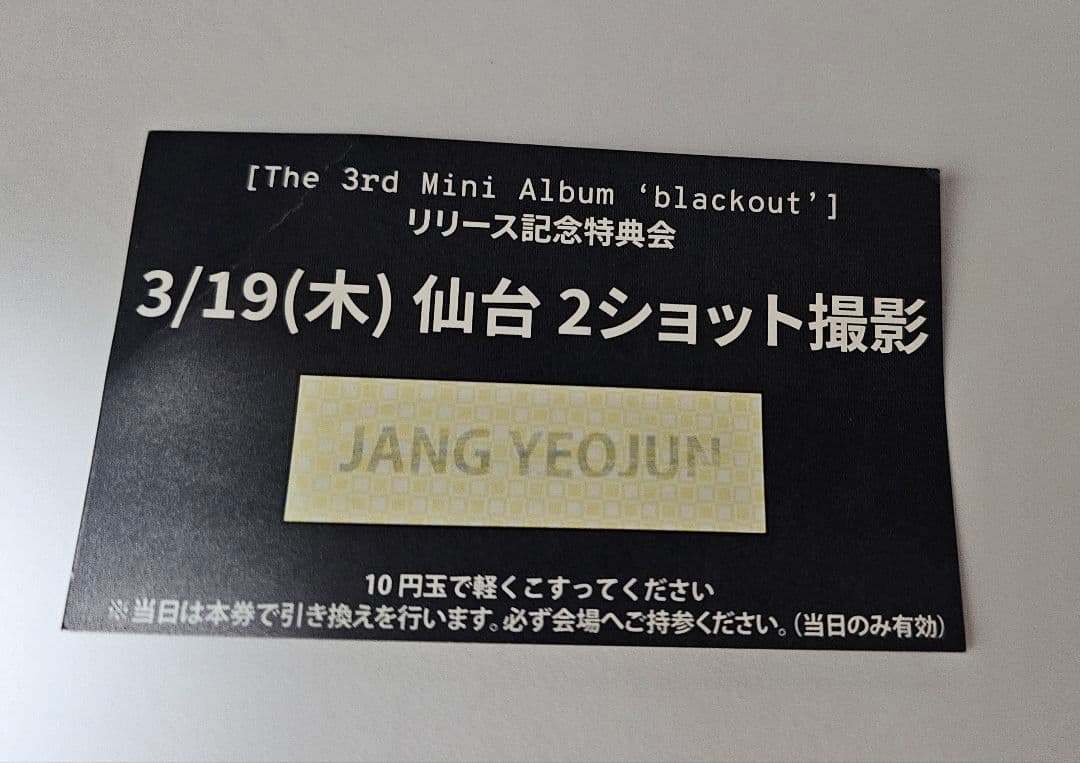 [The 3rd Mini Album ‘blackout’]
リリース記念特典会
3/19(木) 仙台 2ショット撮影
JANG YEOJUN
10円玉で軽くこすってください
※当日は本券で引き換えを行います。必ず会場へご持参ください。(当日のみ有効)